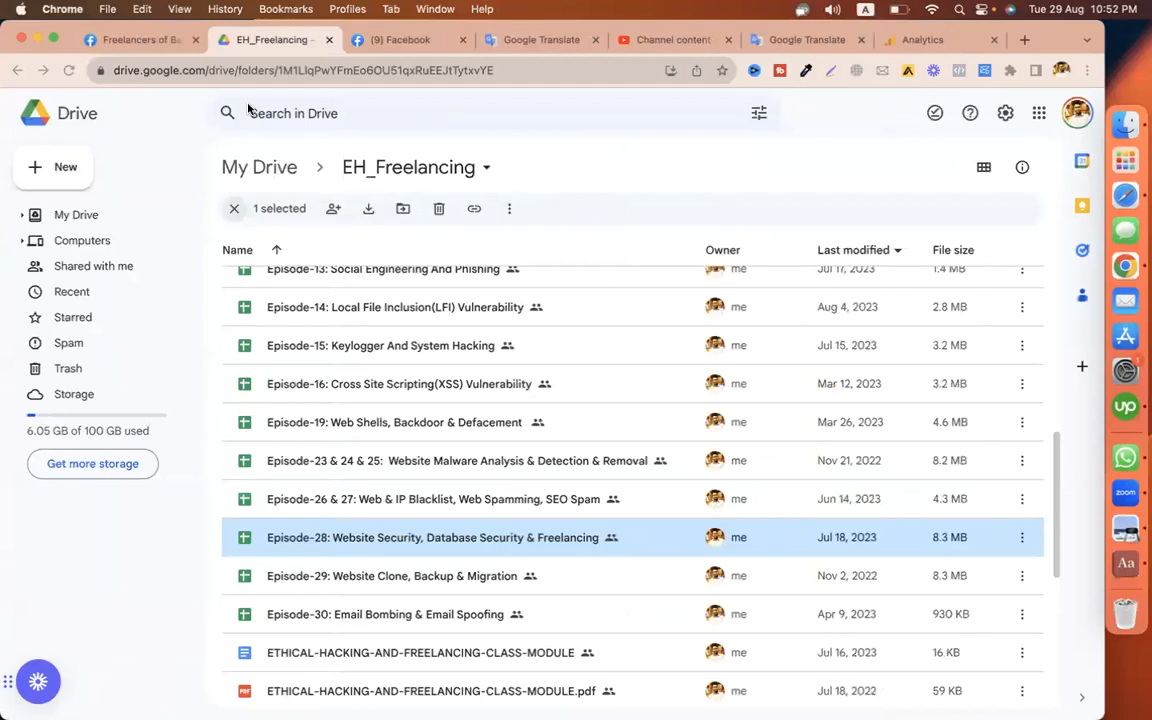 Chrome File Edit View History Bookmarks Profiles Tab Window Help A Tue 29 Aug 10:52 PM
Freelancers of Ba EH_Freelancing – (9) Facebook Google Translate Channel content Google Translate Analytics
drive.google.com/drive/folders/1M1LlqPwYFmEo6OU51qxRuEEJtTytxvYE
Drive
Search in Drive
New
My Drive
Computers
Shared with me
Recent
Starred
Spam
Trash
Storage
6.05 GB of 100 GB used
Get more storage
My Drive EH_Freelancing
1 selected
Name Owner Last modified File size
Episode-13: Social Engineering And Phishing me Jul 17, 2023 1.4 MB
Episode-14: Local File Inclusion(LFI) Vulnerability me Aug 4, 2023 2.8 MB
Episode-15: Keylogger And System Hacking me Jul 15, 2023 3.2 MB
Episode-16: Cross Site Scripting(XSS) Vulnerability me Mar 12, 2023 3.2 MB
Episode-19: Web Shells, Backdoor & Defacement me Mar 26, 2023 4.6 MB
Episode-23 & 24 & 25: Website Malware Analysis & Detection & Removal me Nov 21, 2022 8.2 MB
Episode-26 & 27: Web & IP Blacklist, Web Spamming, SEO Spam me Jun 14, 2023 4.3 MB
Episode-28: Website Security, Database Security & Freelancing me Jul 18, 2023 8.3 MB
Episode-29: Website Clone, Backup & Migration me Nov 2, 2022 8.3 MB
Episode-30: Email Bombing & Email Spoofing me Apr 9, 2023 930 KB
ETHICAL-HACKING-AND-FREELANCING-CLASS-MODULE me Jul 16, 2023 16 KB
PDF ETHICAL-HACKING-AND-FREELANCING-CLASS-MODULE.pdf me Jul 18, 2022 59 KB
up
zoom
Aa